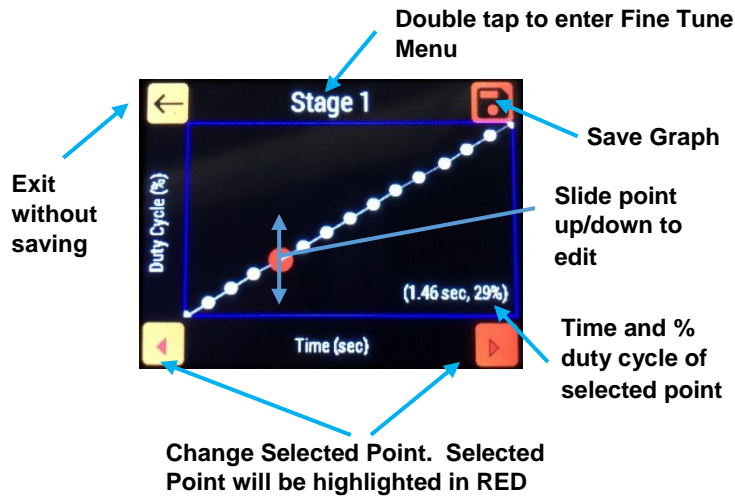 Double tap to enter Fine Tune
Menu
Stage 1
Save Graph
Exit
without
saving
Duty Cycle (%)
Slide point
up/down to
edit
(1.46 sec, 29%)
Time (sec)
Time and %
duty cycle of
selected point
Change Selected Point.  Selected
Point will be highlighted in RED